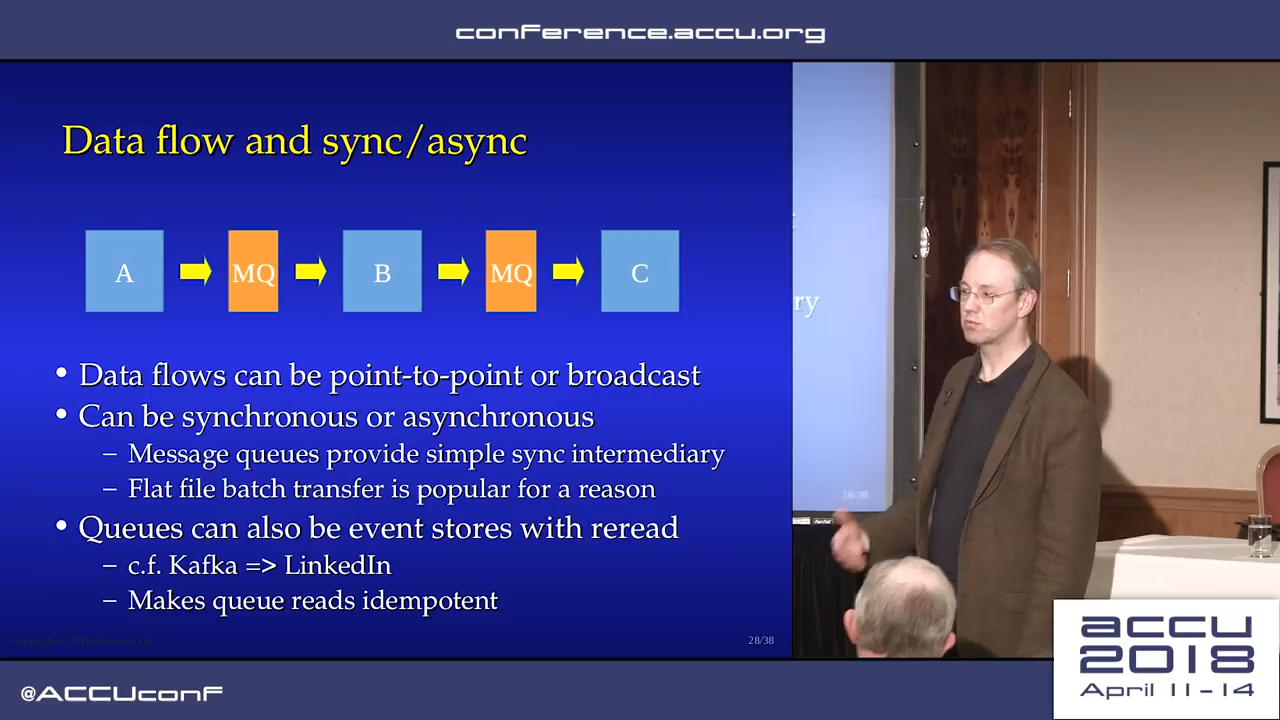 conference.accu.org
Data flow and sync/async
A
MQ
B
MQ
C
• Data flows can be point-to-point or broadcast
• Can be synchronous or asynchronous
– Message queues provide simple sync intermediary
– Flat file batch transfer is popular for a reason
• Queues can also be event stores with reread
– c.f. Kafka => LinkedIn
– Makes queue reads idempotent
28/38
ry
28/38
accu
2018
April 11-14
@ACCUconf